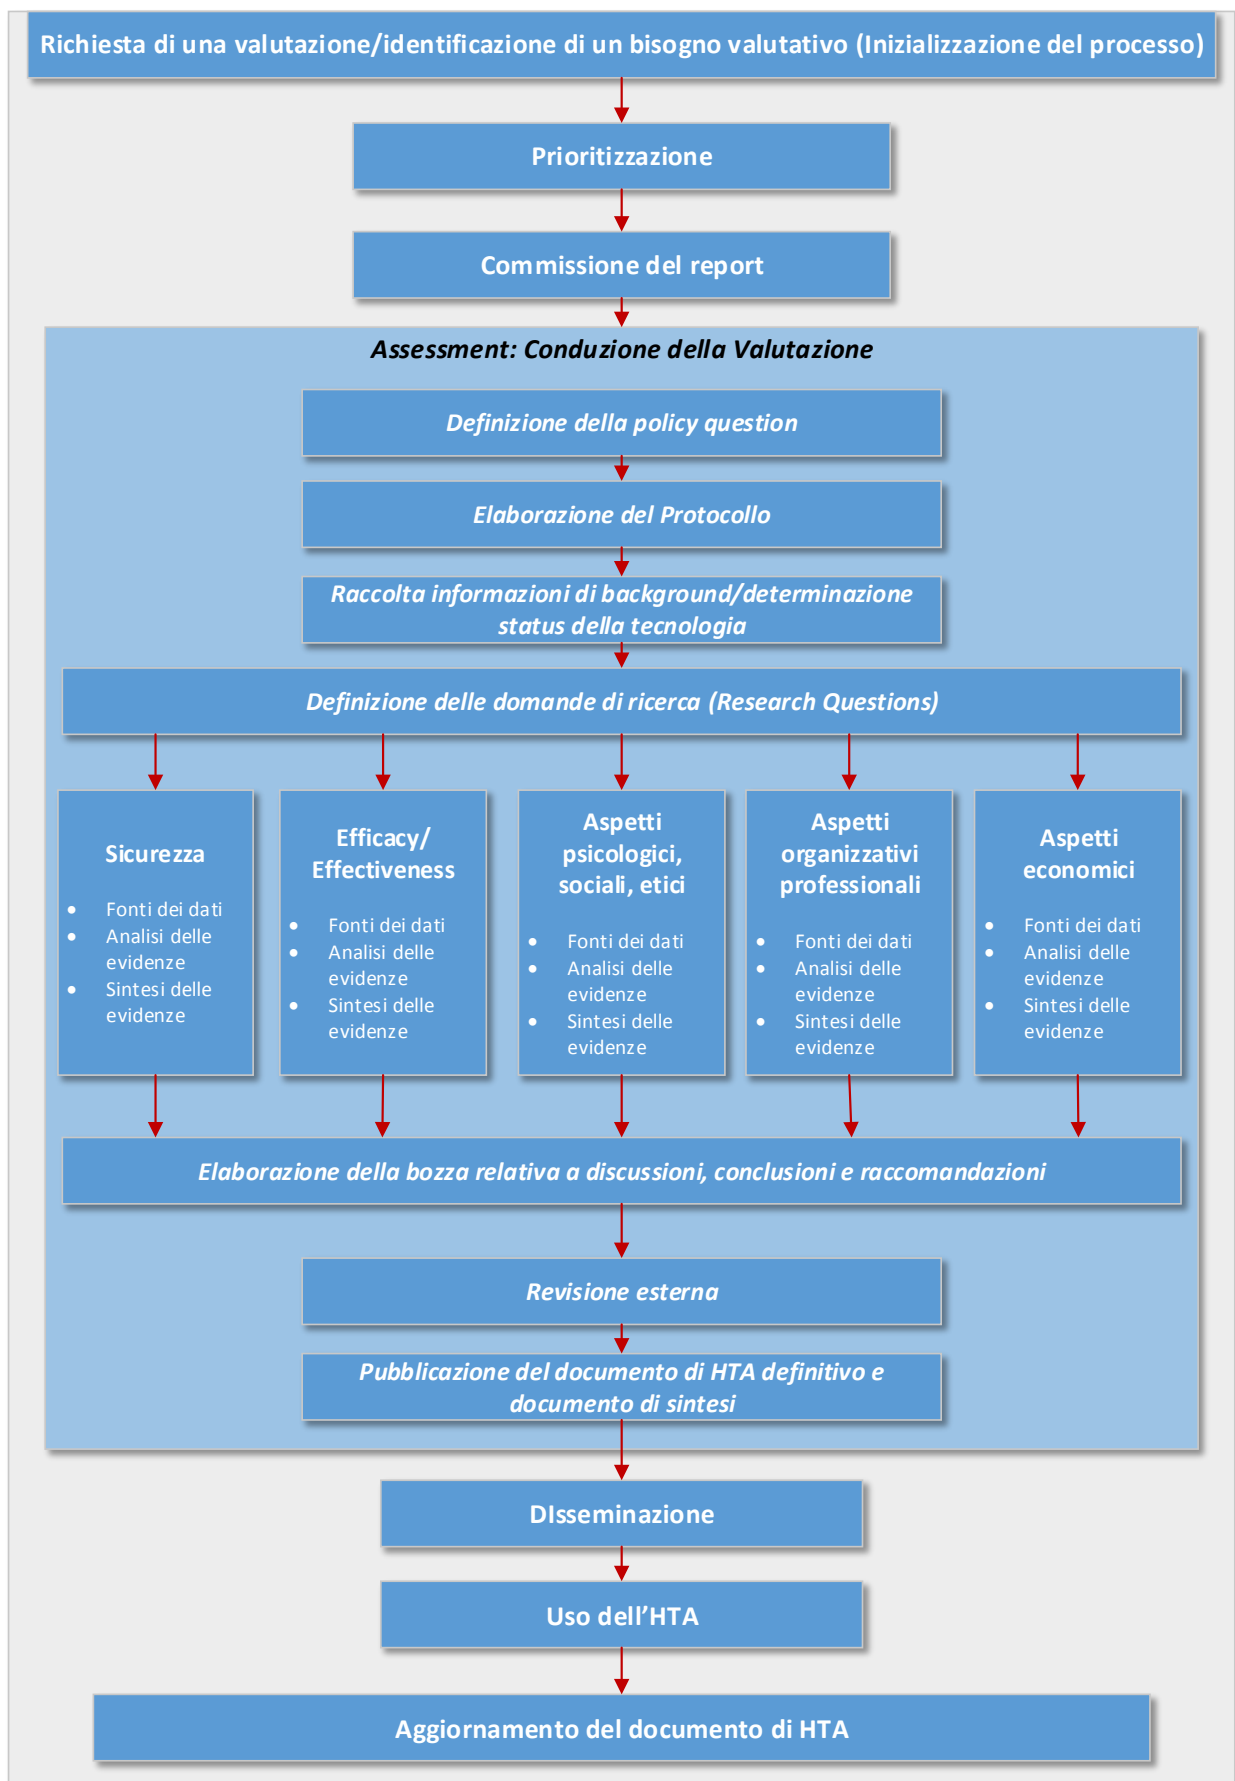 Richiesta di una valutazione/identificazione di un bisogno valutativo (Inizializzazione del processo)
Prioritizzazione
Commissione del report
Assessment: Conduzione della Valutazione
Definizione della policy question
Elaborazione del Protocollo
Raccolta informazioni di background/determinazione
status della tecnologia
Definizione delle domande di ricerca (Research Questions)
Sicurezza
• Fonti dei dati
• Analisi delle
evidenze
• Sintesi delle
evidenze
Efficacy/
Effectiveness
• Fonti dei dati
• Analisi delle
evidenze
• Sintesi delle
evidenze
Aspetti
psicologici,
sociali, etici
• Fonti dei dati
• Analisi delle
evidenze
• Sintesi delle
evidenze
Aspetti
organizzativi
professionali
• Fonti dei dati
• Analisi delle
evidenze
• Sintesi delle
evidenze
Aspetti
economici
• Fonti dei dati
• Analisi delle
evidenze
• Sintesi delle
evidenze
Elaborazione della bozza relativa a discussioni, conclusioni e raccomandazioni
Revisione esterna
Pubblicazione del documento di HTA definitivo e
documento di sintesi
DIsseminazione
Uso dell'HTA
Aggiornamento del documento di HTA